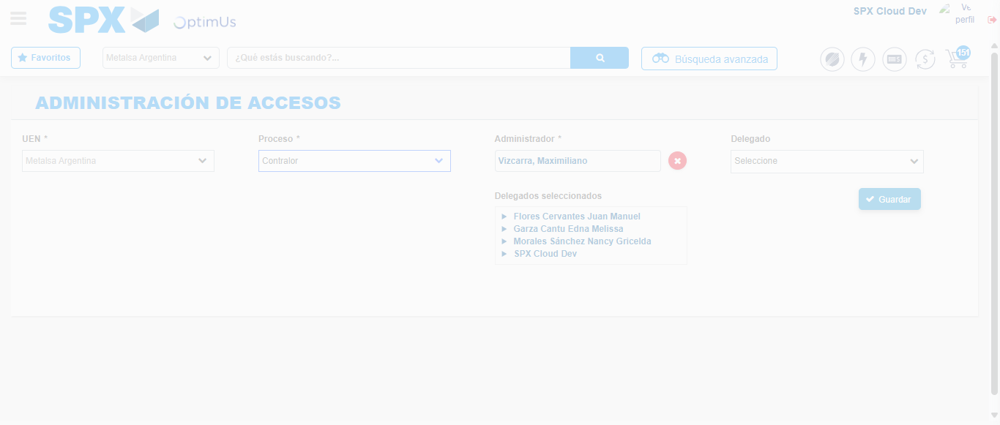 SPX
OptimUs
SPX Cloud Dev
Ve
perfil
Favoritos
Metalsa Argentina
¿Qué estás buscando?...
Búsqueda avanzada
$
151
ADMINISTRACIÓN DE ACCESOS
UEN *
Proceso *
Administrador *
Delegado
Metalsa Argentina
Contralor
Vizcarra, Maximiliano
Seleccione
Delegados seleccionados
Guardar
Flores Cervantes Juan Manuel
Garza Cantu Edna Melissa
Morales Sánchez Nancy Gricelda
SPX Cloud Dev